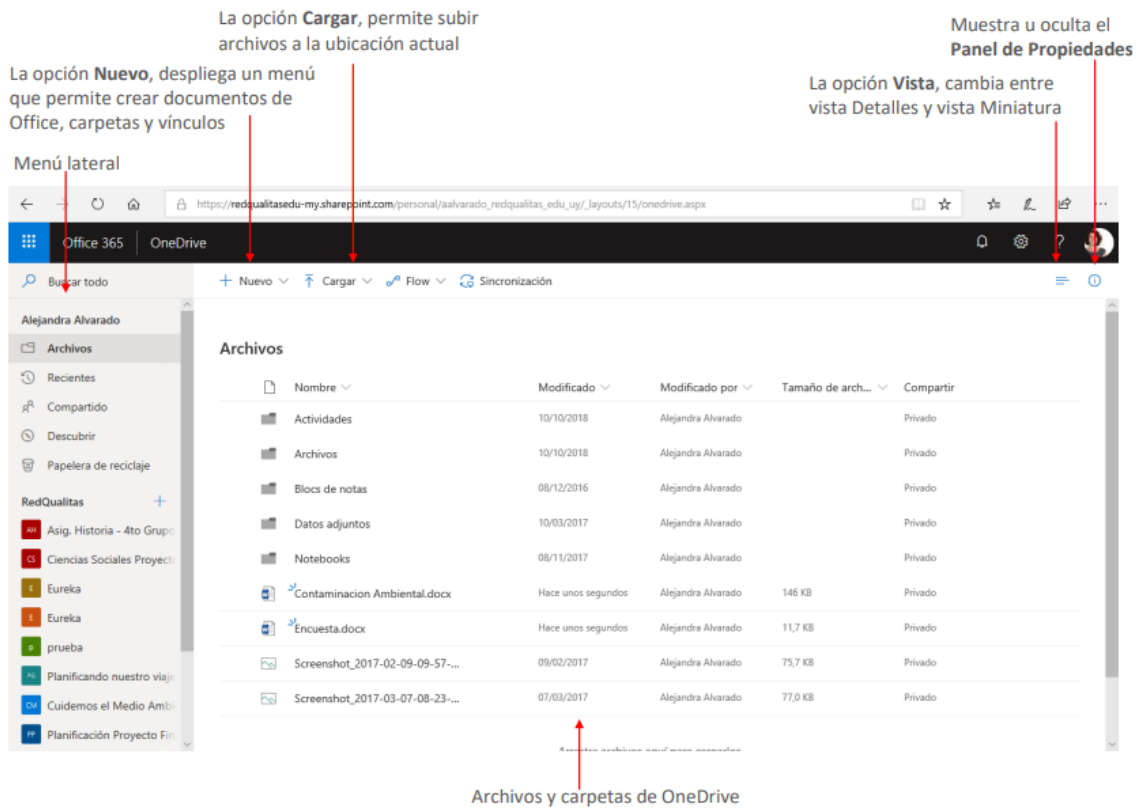 La opción Cargar, permite subir
archivos a la ubicación actual
Muestra u oculta el
Panel de Propiedades
La opción Nuevo, despliega un menú
que permite crear documentos de
Office, carpetas y vínculos
La opción Vista, cambia entre
vista Detalles y vista Miniatura
Menú lateral
https://redqualitasedu-my.sharepoint.com/personal/aalvarado_redqualitas_edu_uy/_layouts/15/onedrive.aspx
Office 365 OneDrive
Buscar todo
Nuevo Cargar Flow Sincronización
Alejandra Alvarado
Archivos
Recientes
Compartido
Descubrir
Papelera de reciclaje
RedQualitas +
AH Asig. Historia - 4to Grupo
CS Ciencias Sociales Proyect
E Eureka
E Eureka
P prueba
Planificando nuestro viaje
CM Cuidemos el Medio Ambi
PP Planificación Proyecto Fin
Archivos
Nombre Modificado Modificado por Tamaño de arch... Compartir
Actividades 10/10/2018 Alejandra Alvarado Privado
Archivos 10/10/2018 Alejandra Alvarado Privado
Blocs de notas 08/12/2016 Alejandra Alvarado Privado
Datos adjuntos 10/03/2017 Alejandra Alvarado Privado
Notebooks 08/11/2017 Alejandra Alvarado Privado
Contaminacion Ambiental.docx Hace unos segundos Alejandra Alvarado 146 KB Privado
Encuesta.docx Hace unos segundos Alejandra Alvarado 11,7 KB Privado
Screenshot_2017-02-09-09-57-... 09/02/2017 Alejandra Alvarado 75,7 KB Privado
Screenshot_2017-03-07-08-23-... 07/03/2017 Alejandra Alvarado 77,0 KB Privado
Archivos y carpetas de OneDrive